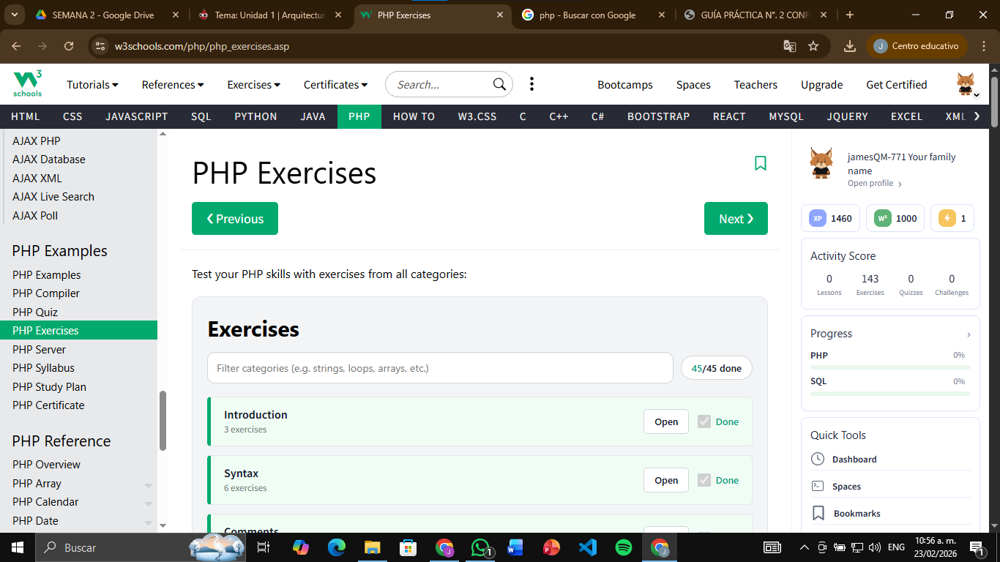 SEMANA 2 - Google Drive
Tema: Unidad 1 | Arquitectur
PHP Exercises
php - Buscar con Google
GUÍA PRÁCTICA N°. 2 CONF
w3schools.com/php/php_exercises.asp
J Centro educativo
W3 schools
Tutorials
References
Exercises
Certificates
Search...
Bootcamps
Spaces
Teachers
Upgrade
Get Certified
HTML CSS JAVASCRIPT SQL PYTHON JAVA PHP HOW TO W3.CSS C C++ C# BOOTSTRAP REACT MYSQL JQUERY EXCEL XML
AJAX PHP
AJAX Database
AJAX XML
AJAX Live Search
AJAX Poll
PHP Examples
PHP Examples
PHP Compiler
PHP Quiz
PHP Exercises
PHP Server
PHP Syllabus
PHP Study Plan
PHP Certificate
PHP Reference
PHP Overview
PHP Array
PHP Calendar
PHP Date
PHP Exercises
❮ Previous
Next ❯
Test your PHP skills with exercises from all categories:
Exercises
Filter categories (e.g. strings, loops, arrays, etc.)
45/45 done
Introduction
3 exercises
Open
Done
Syntax
6 exercises
Open
Done
Comments
jamesQM-771 Your family
name
Open profile ›
XP 1460
W³ 1000
1
Activity Score
0 143 0 0
Lessons Exercises Quizzes Challenges
Progress ›
PHP 0%
SQL 0%
Quick Tools
Dashboard
Spaces
Bookmarks
Buscar
J
1
J
ENG
10:56 a. m.
23/02/2026
1